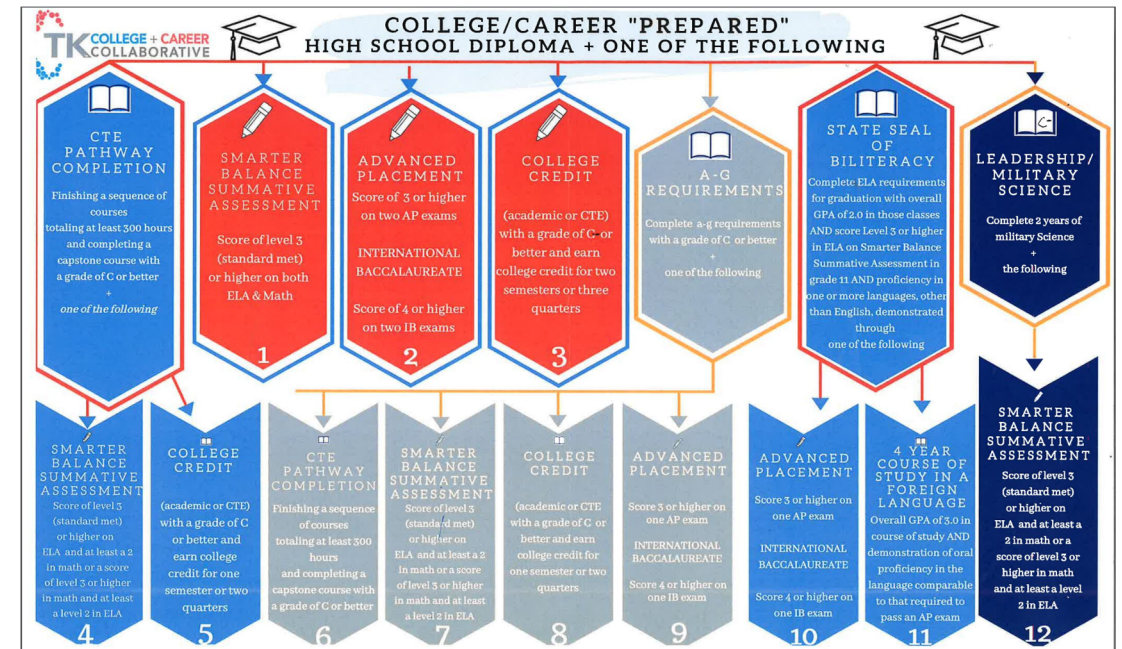 TK COLLEGE + CAREER
COLLABORATIVE
COLLEGE/CAREER "PREPARED"
HIGH SCHOOL DIPLOMA + ONE OF THE FOLLOWING
CTE
PATHWAY
COMPLETION
Finishing a sequence of
courses
totaling at least 300 hours
and completing a
capstone course with
a grade of C or better
+
one of the following
SMARTER
BALANCE
SUMMATIVE
ASSESSMENT
Score of level 3
(standard met)
or higher on both
ELA & Math
1
ADVANCED
PLACEMENT
Score of 3 or higher
on two AP exams
INTERNATIONAL
BACCALAUREATE
Score of 4 or higher
on two IB exams
2
COLLEGE
CREDIT
(academic or CTE)
with a grade of C- or
better and earn
college credit for two
semesters or three
quarters
3
A-G
REQUIREMENTS
Complete a-g requirements
with a grade of C or better
+
one of the following
STATE SEAL
OF
BILITERACY
Complete ELA requirements
for graduation with overall
GPA of 2.0 in those classes
AND score Level 3 or higher
in ELA on Smarter Balance
Summative Assessment in
grade 11 AND proficiency in
one or more languages, other
than English, demonstrated
through
one of the following
C-
LEADERSHIP/
MILITARY
SCIENCE
Complete 2 years of
military Science
+
the following
SMARTER
BALANCE
SUMMATIVE
ASSESSMENT
Score of level 3
(standard met)
or higher on
ELA and at least a 2
in math or a score
of level 3 or higher
in math and at least
a level 2 in ELA
4
COLLEGE
CREDIT
(academic or CTE)
with a grade of C
or better and
earn college
credit for one
semester or two
quarters
5
CTE
PATHWAY
COMPLETION
Finishing a sequence
of courses
totaling at least 300
hours
and completing a
capstone course with
a grade of C or better
6
SMARTER
BALANCE
SUMMATIVE
ASSESSMENT
Score of level 3
(standard met)
or higher on
ELA and at least a 2
in math or a score
of level 3 or higher
in math and at least
a level 2 in ELA
7
COLLEGE
CREDIT
(academic or CTE
with a grade of C or
better and earn
college credit for
one semester or two
quarters
8
ADVANCED
PLACEMENT
Score 3 or higher on
one AP exam
INTERNATIONAL
BACCALAUREATE
Score 4 or higher on
one IB exam
9
ADVANCED
PLACEMENT
Score 3 or higher on
one AP exam
INTERNATIONAL
BACCALAUREATE
Score 4 or higher on
one IB exam
10
4 YEAR
COURSE OF
STUDY IN A
FOREIGN
LANGUAGE
Overall GPA of 3.0 in
course of study AND
demonstration of oral
proficiency in the
language comparable
to that required to
pass an AP exam
11
SMARTER
BALANCE
SUMMATIVE
ASSESSMENT
Score of level 3
(standard met)
or higher on
ELA and at least a
2 in math or a
score of level 3 or
higher in math
and at least a level
2 in ELA
12